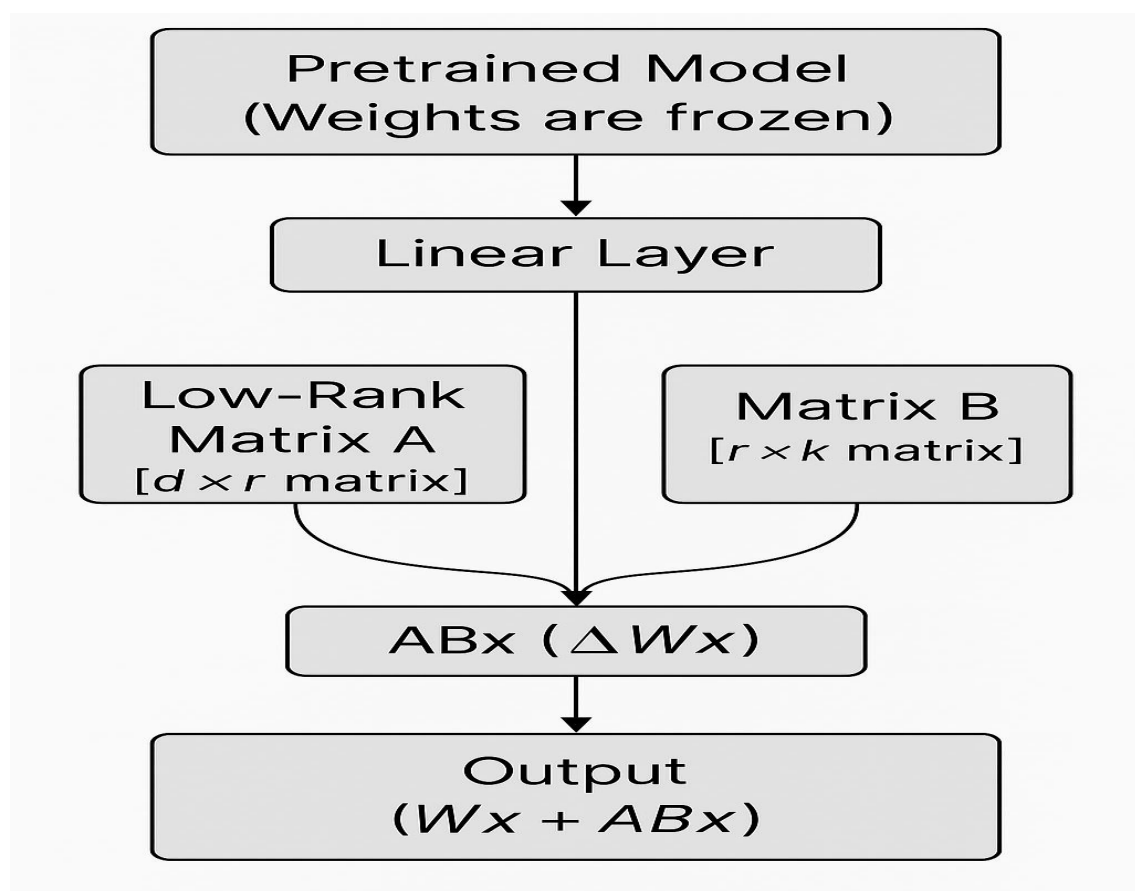 Pretrained Model
(Weights are frozen)
Linear Layer
Low-Rank
Matrix A
[d × r matrix]
Matrix B
[r × k matrix]
ABx (ΔWx)
Output
(Wx + ABx)